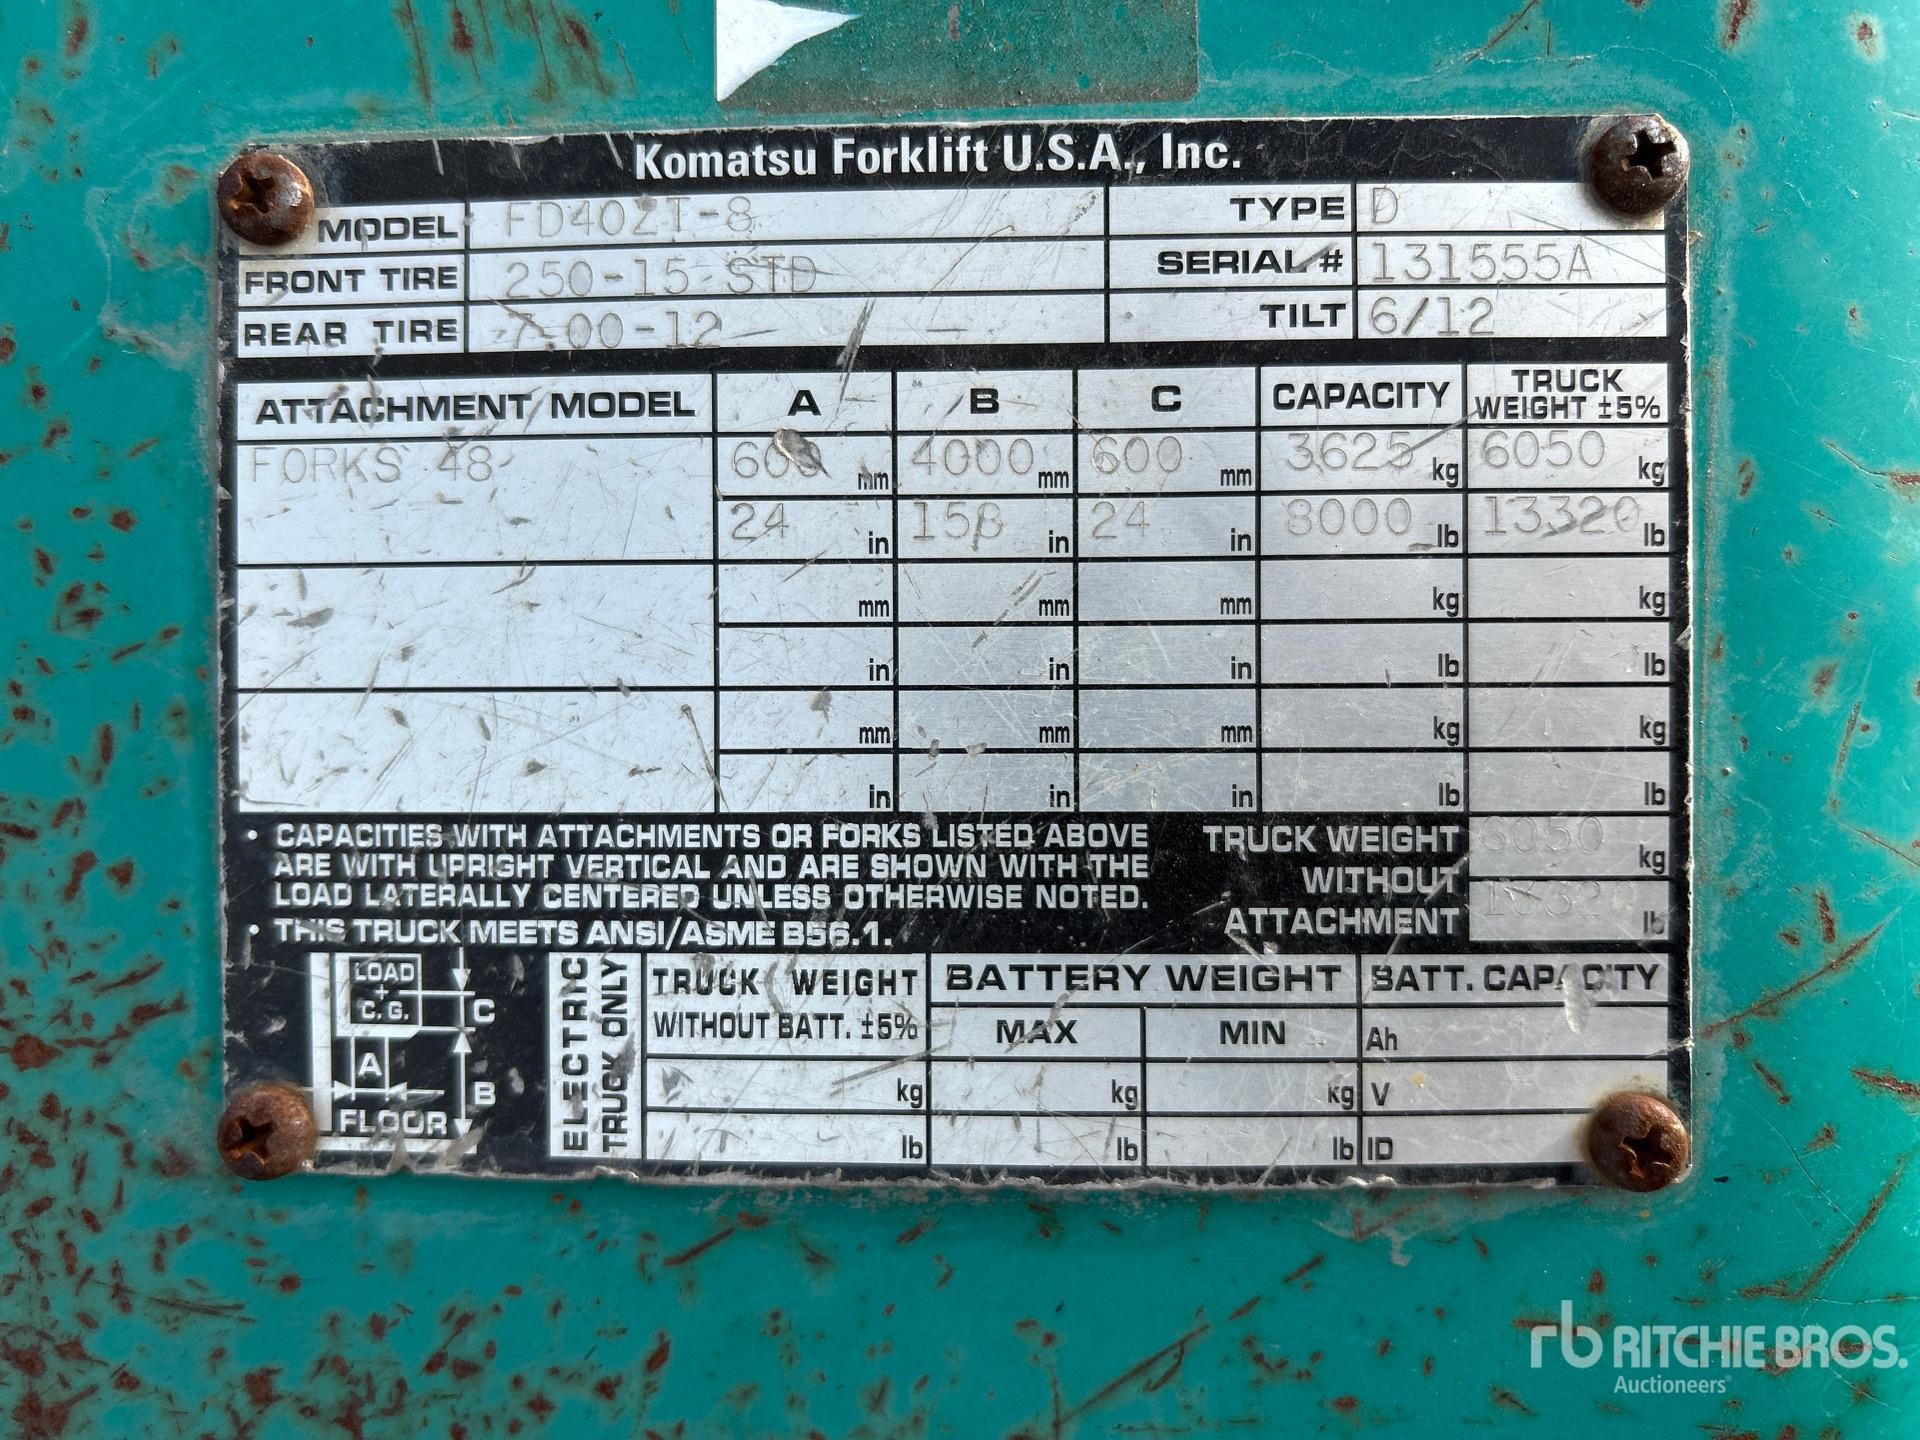 Komatsu Forklift U.S.A., Inc.
MODEL FD40ZT-8 TYPE D
FRONT TIRE 250-15 STD SERIAL # 131555A
REAR TIRE 7-00-12 - TILT 6/12
ATTACHMENT MODEL A B C CAPACITY TRUCK WEIGHT ±5%
FORKS 48 600 mm 4000 mm 600 mm 3625 kg 6050 kg
24 in 158 in 24 in 8000 lb 13320 lb
mm mm mm kg kg
in in in lb lb
mm mm mm kg kg
in in in lb lb
• CAPACITIES WITH ATTACHMENTS OR FORKS LISTED ABOVE
ARE WITH UPRIGHT VERTICAL AND ARE SHOWN WITH THE
LOAD LATERALLY CENTERED UNLESS OTHERWISE NOTED.
• THIS TRUCK MEETS ANSI/ASME B56.1.
TRUCK WEIGHT
WITHOUT
ATTACHMENT
6050 kg
13320 lb
LOAD
C.G.
C
A
B
FLOOR
ELECTRIC
TRUCK ONLY
TRUCK WEIGHT
WITHOUT BATT. ±5%
kg
lb
BATTERY WEIGHT
MAX MIN
kg kg
lb lb
BATT. CAPACITY
Ah
V
ID
rb RITCHIE BROS.
Auctioneers